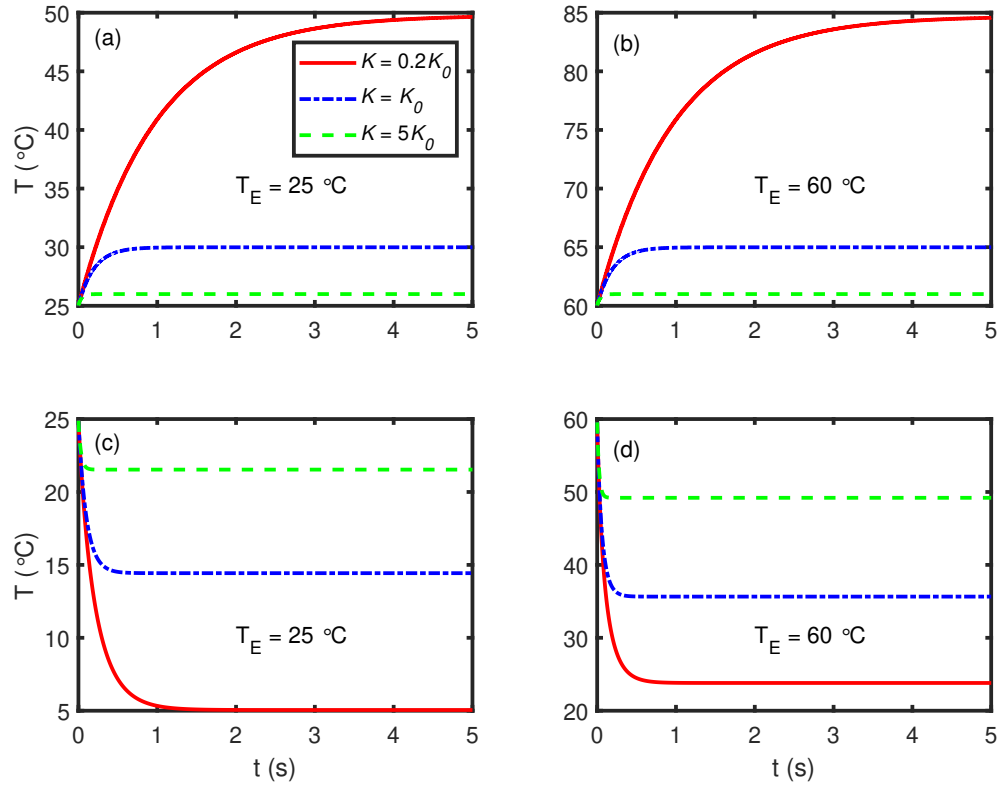 (a)
K = 0.2K0
K = K0
K = 5K0
TE = 25 °C
T ( °C)
50
45
40
35
30
25
0 1 2 3 4 5
(b)
TE = 60 °C
85
80
75
70
65
60
0 1 2 3 4 5
(c)
TE = 25 °C
T ( °C)
25
20
15
10
5
0 1 2 3 4 5
t (s)
(d)
TE = 60 °C
60
50
40
30
20
0 1 2 3 4 5
t (s)